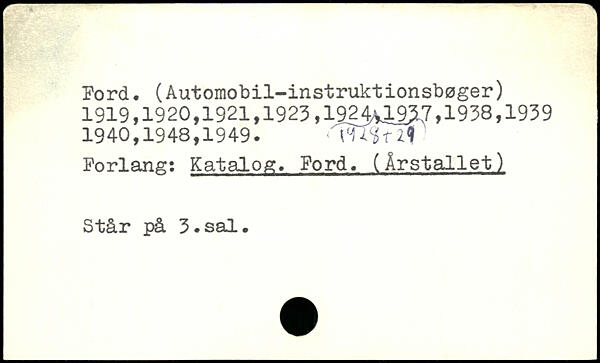 Ford. (Automobil-instruktionsbøger)
1919,1920,1921,1923,1924,1937,1938,1939
1940,1948,1949.
1928+29
Forlang: Katalog. Ford. (Årstallet)
Står på 3.sal.